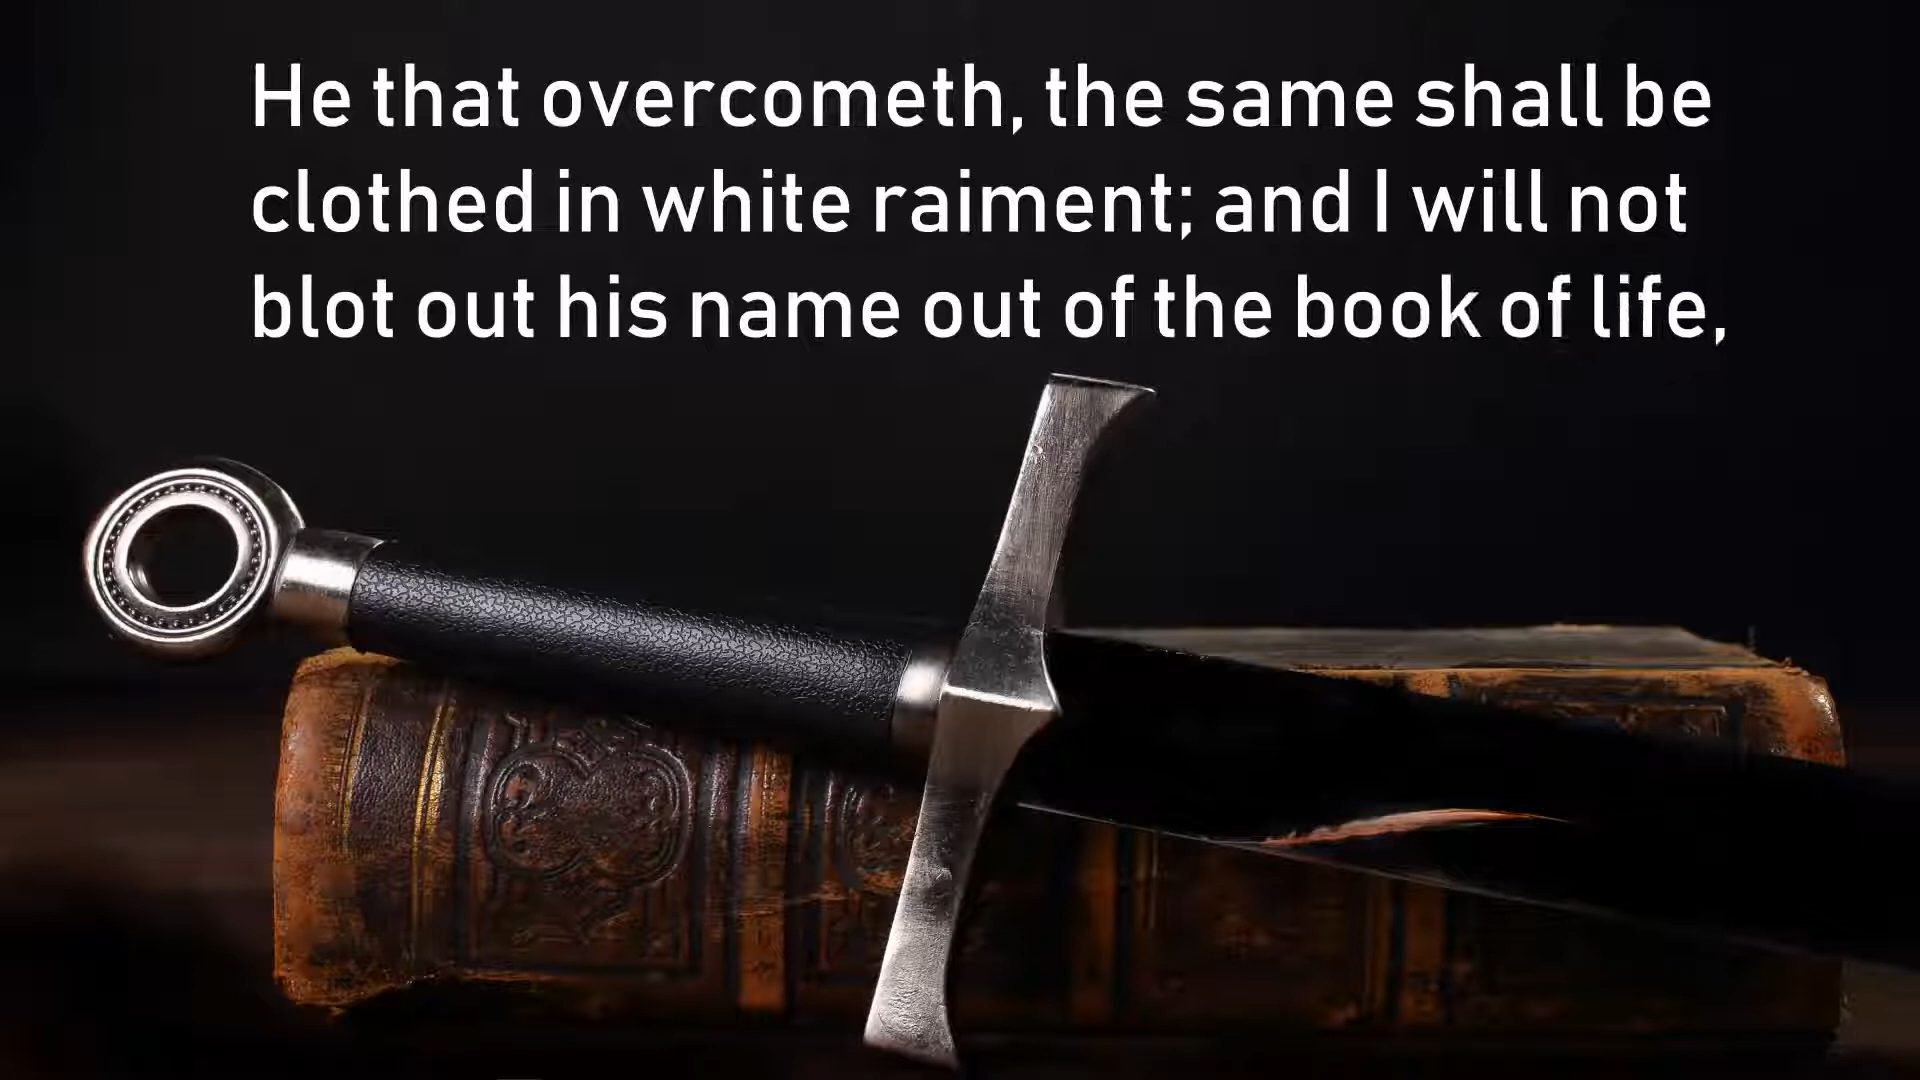 He that overcometh, the same shall be
clothed in white raiment; and I will not
blot out his name out of the book of life,